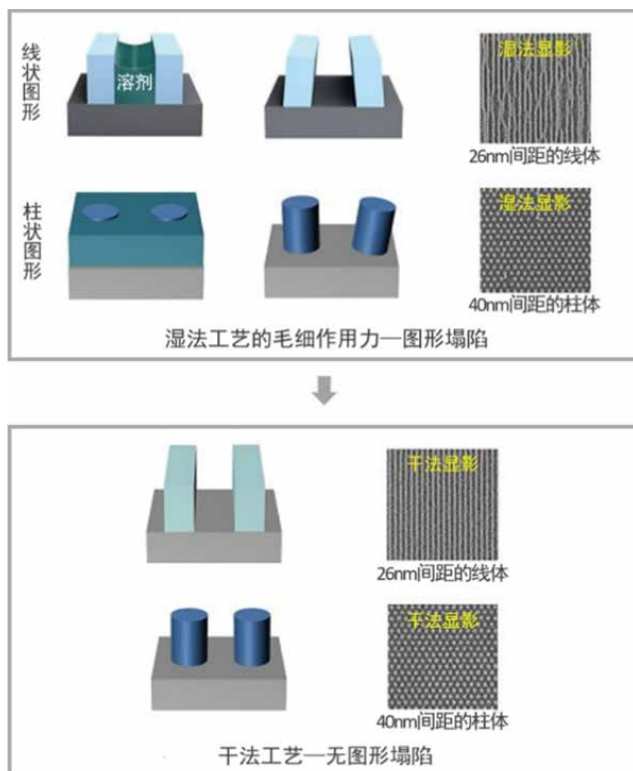 线状图形
溶剂
湿法显影
26nm间距的线体
柱状图形
湿法显影
40nm间距的柱体
湿法工艺的毛细作用力—图形塌陷
干法显影
26nm间距的线体
干法显影
40nm间距的柱体
干法工艺—无图形塌陷